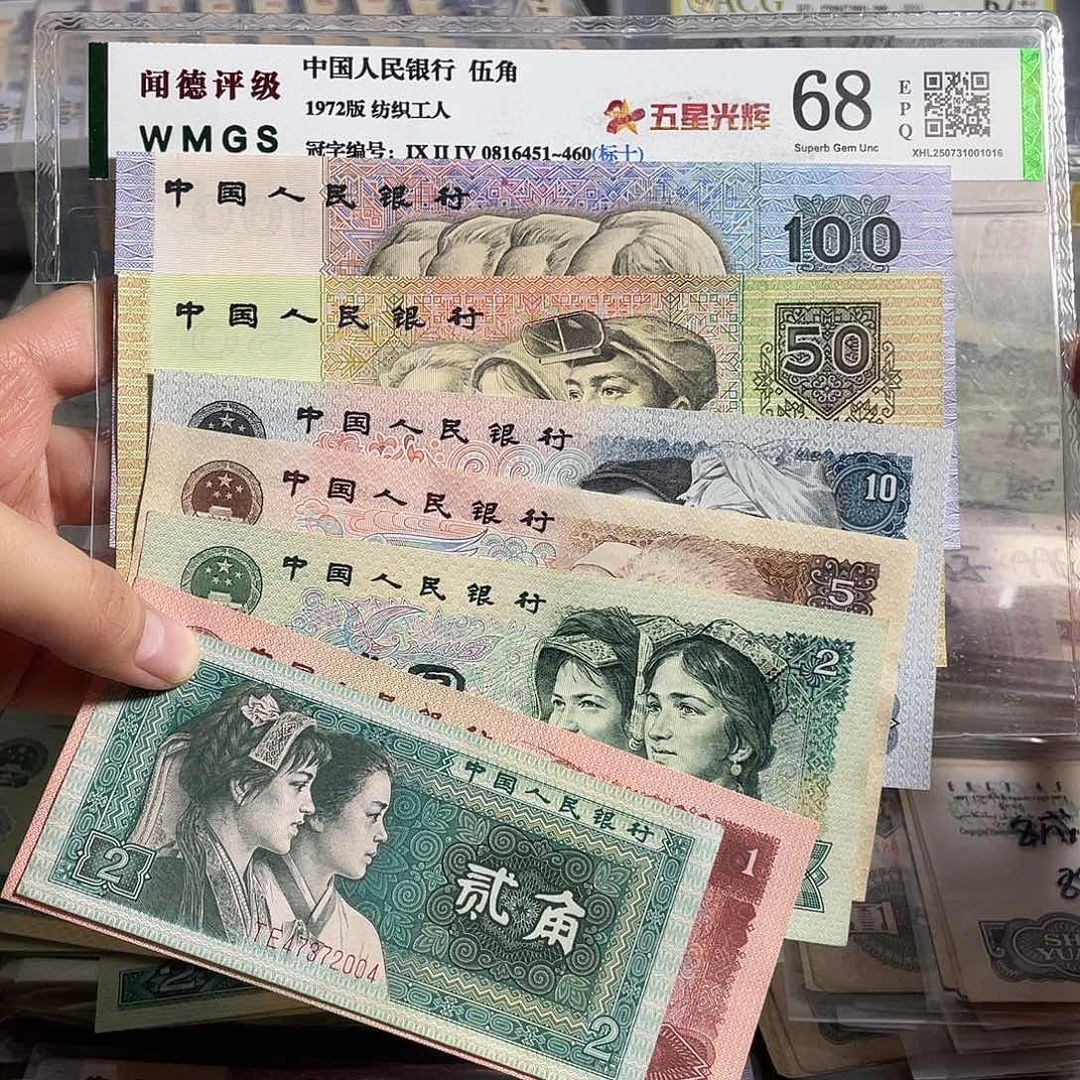 ACG
67
闻德评级
WMGS
中国人民银行 伍角
1972版 纺织工人
冠字编号: IX II IV 0816451~460(标十)
五星光辉
68
Superb Gem Unc
EPQ
XHL250731001016
中国人民银行
100
中国人民银行
50
中国人民银行
10
中国人民银行
5
中国人民银行
2
1
中国人民银行
贰角
2
TE47372004
2